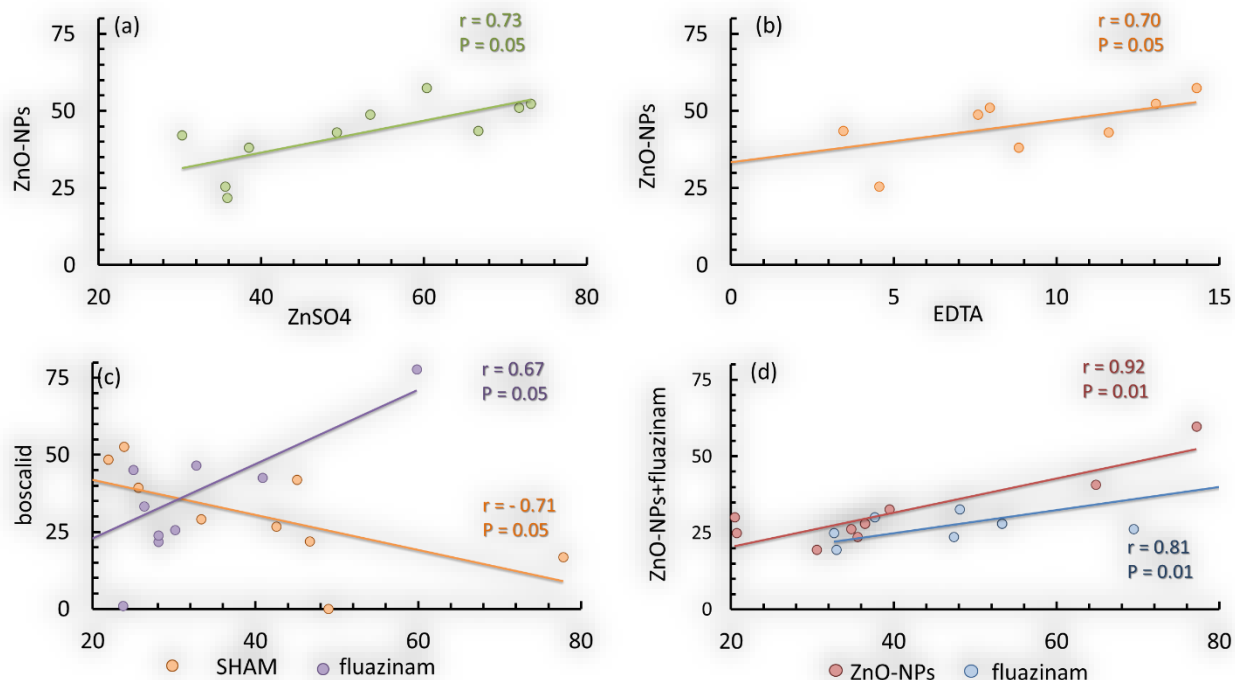 (a)
r = 0.73
P = 0.05
75
50
25
0
ZnO-NPs
20 40 60 80
ZnSO4
(b)
r = 0.70
P = 0.05
75
50
25
0
ZnO-NPs
0 5 10 15
EDTA
(c)
r = 0.67
P = 0.05
r = - 0.71
P = 0.05
75
50
25
0
boscalid
20 40 60 80
SHAM fluazinam
(d)
r = 0.92
P = 0.01
r = 0.81
P = 0.01
75
50
25
0
ZnO-NPs+fluazinam
20 40 60 80
ZnO-NPs fluazinam